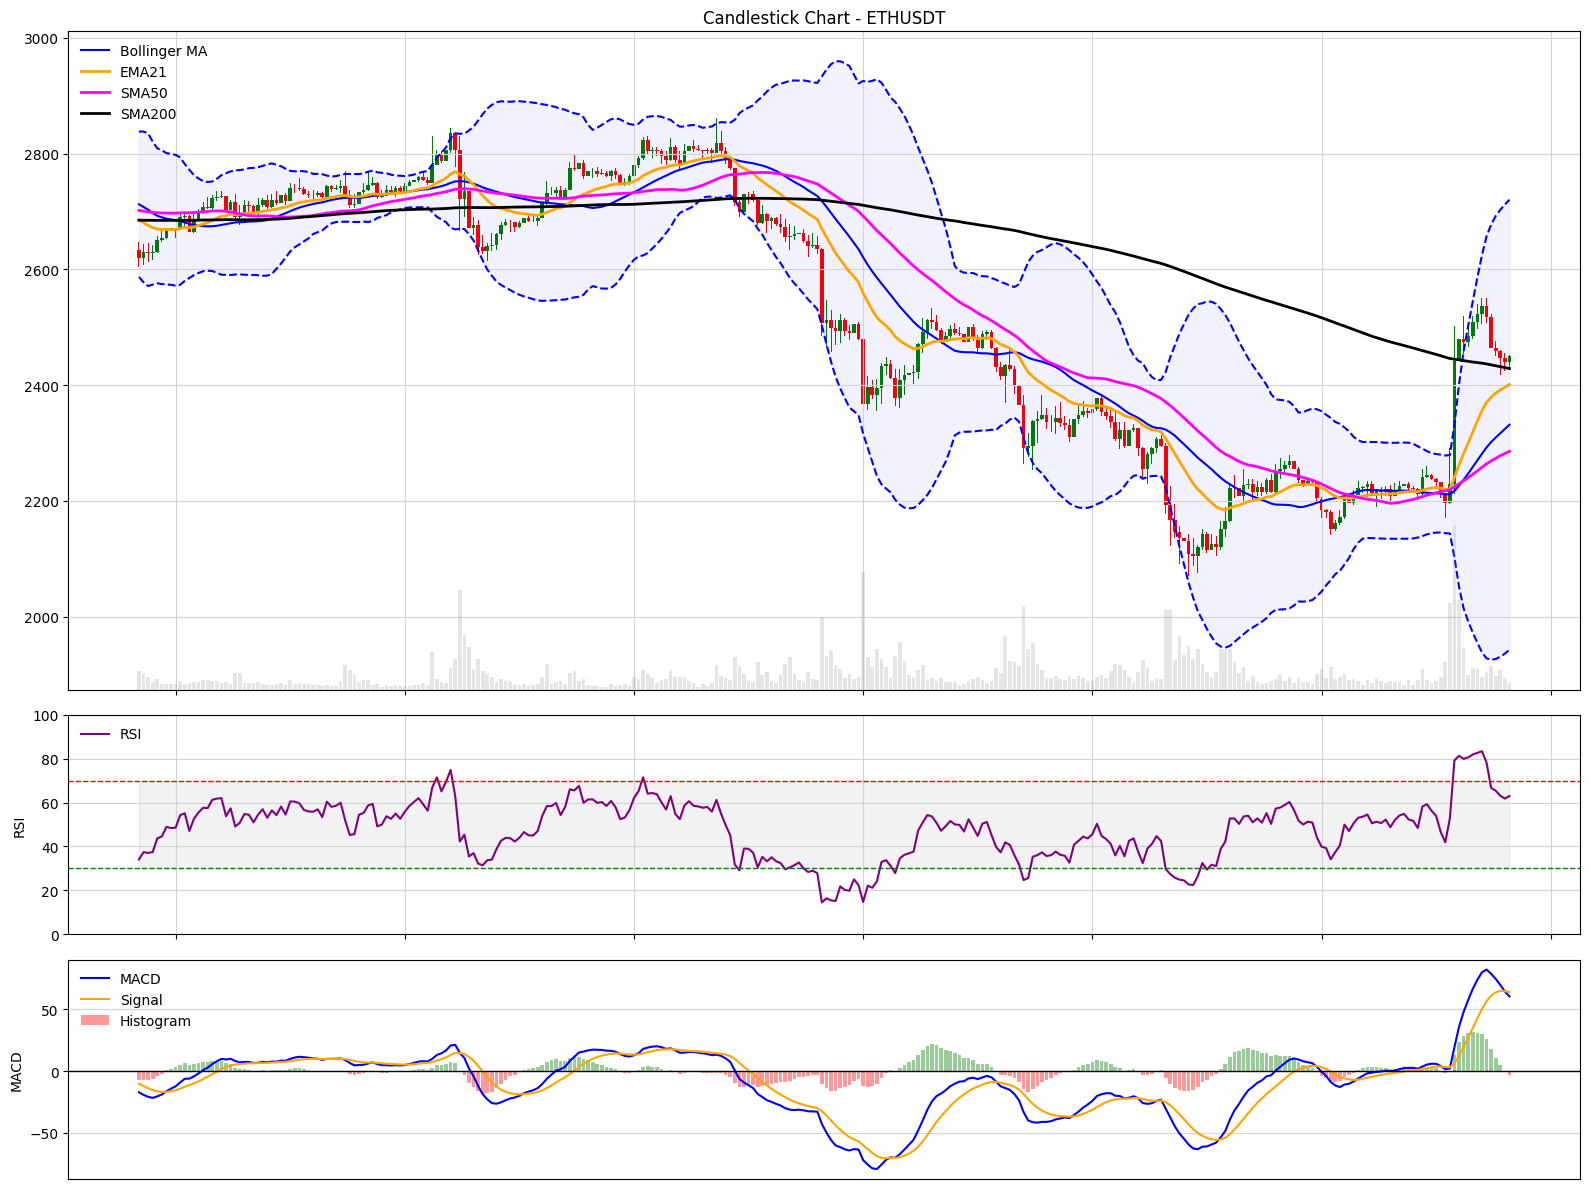 Candlestick Chart - ETHUSDT
3000
Bollinger MA
EMA21
SMA50
SMA200
2800
2600
2400
2200
2000
100
RSI
80
60
RSI
40
20
0
MACD
Signal
Histogram
50
MACD
0
−50